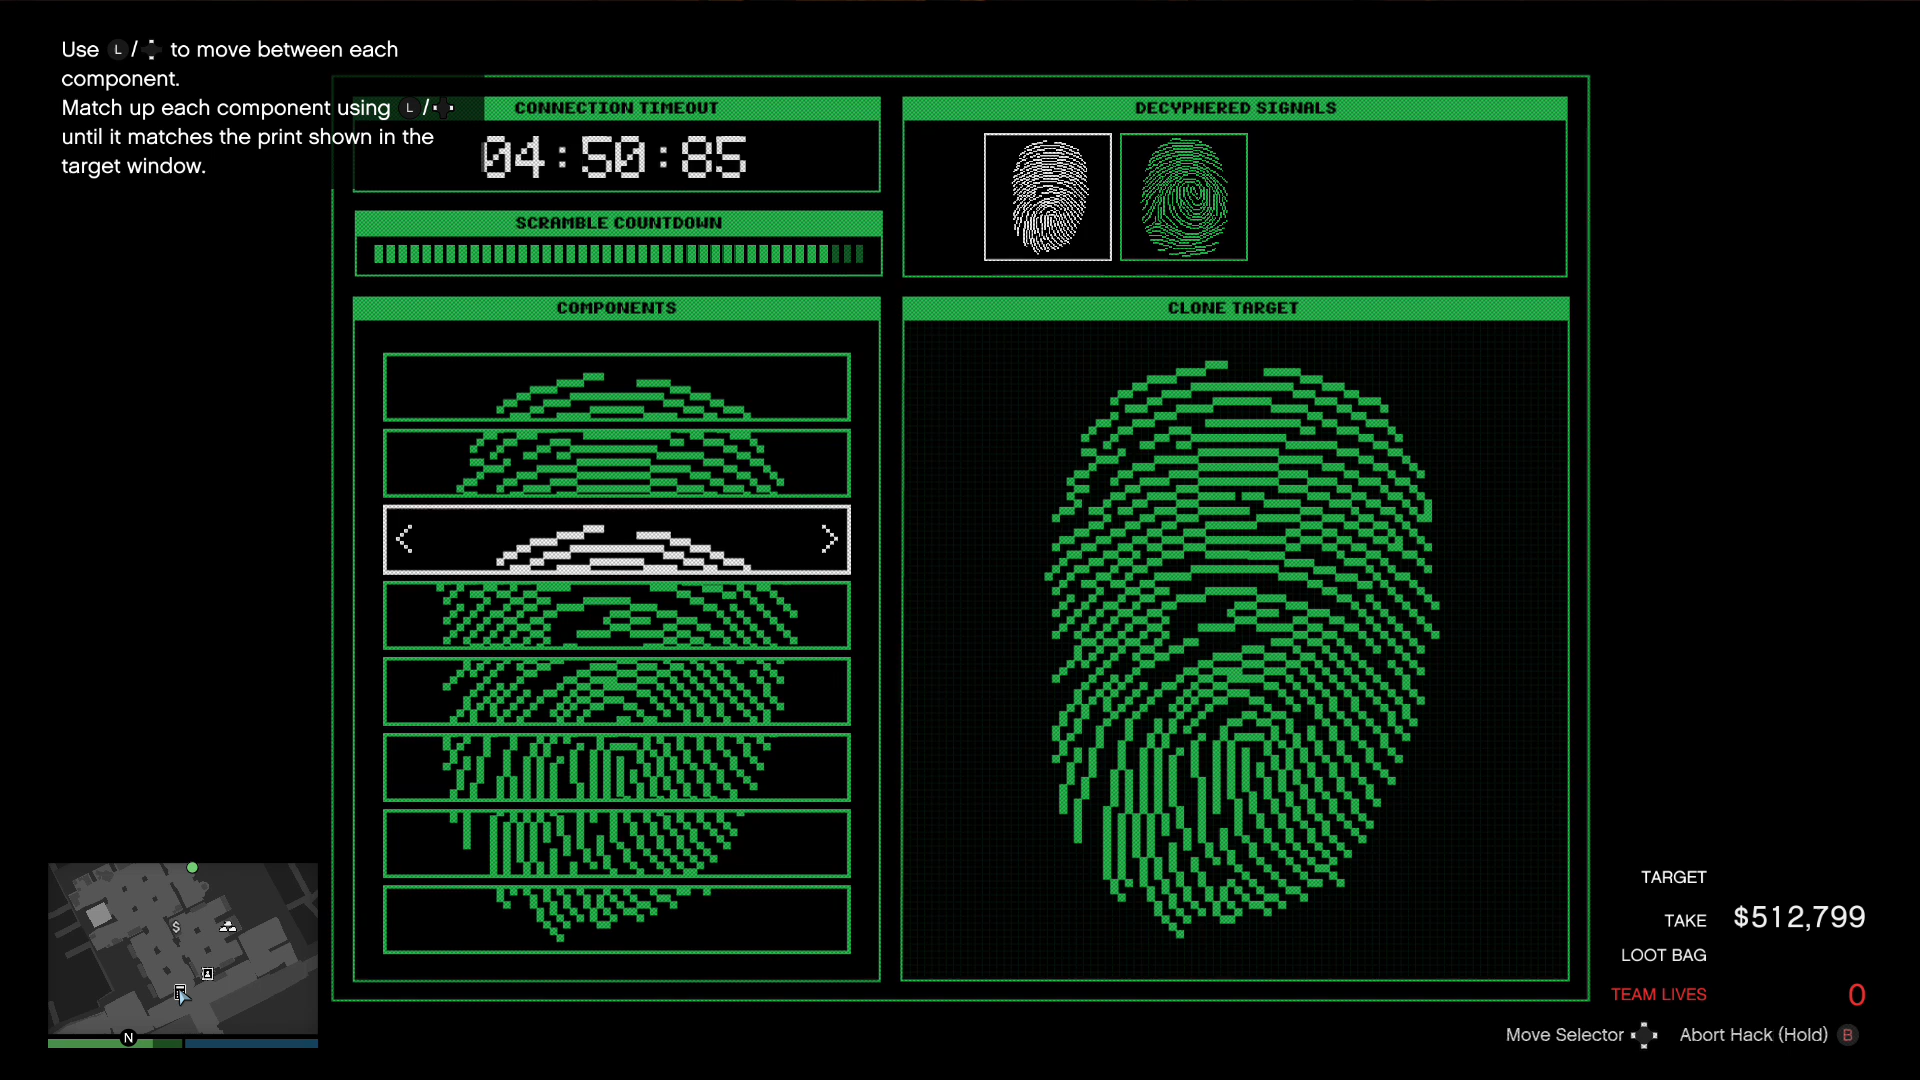 Use L/ to move between each
component.
Match up each component using L/
until it matches the print shown in the
target window.
CONNECTION TIMEOUT
04:50:85
SCRAMBLE COUNTDOWN
DECYPHERED SIGNALS
COMPONENTS
CLONE TARGET
$
N
TARGET
TAKE $512,799
LOOT BAG
TEAM LIVES 0
Move Selector Abort Hack (Hold) B